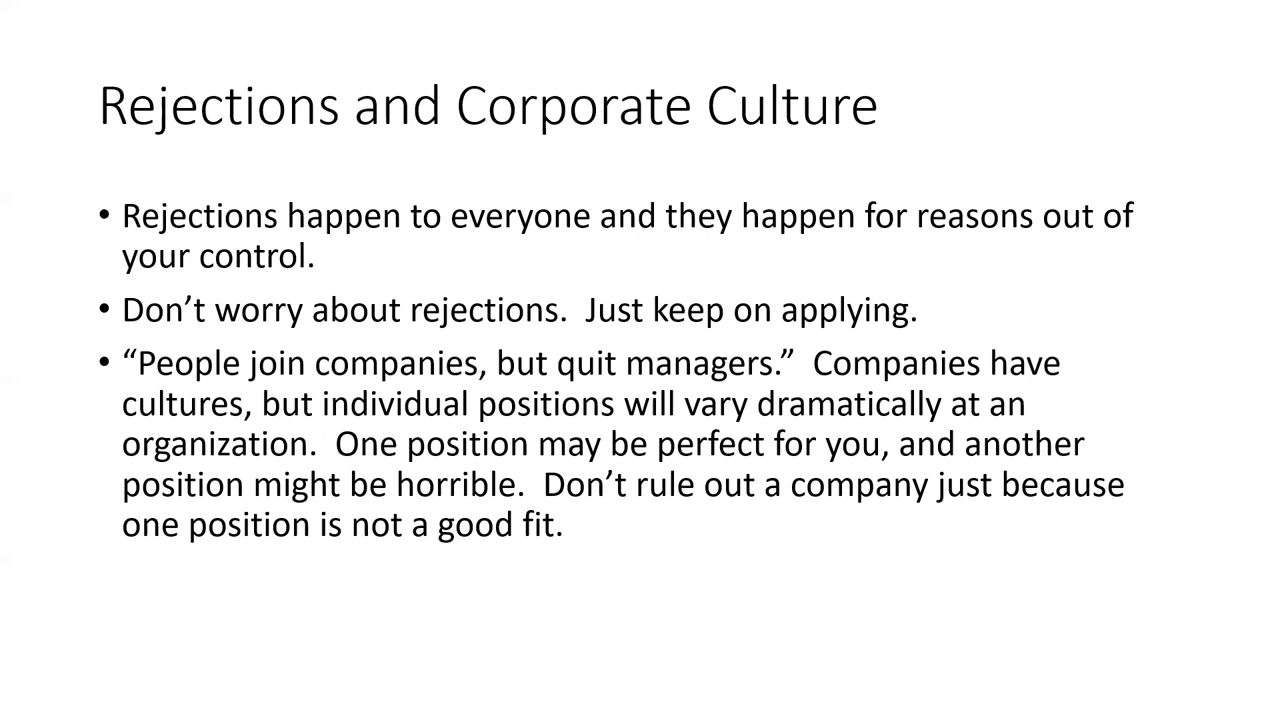 Rejections and Corporate Culture
• Rejections happen to everyone and they happen for reasons out of
your control.
• Don’t worry about rejections.  Just keep on applying.
• “People join companies, but quit managers.”  Companies have
cultures, but individual positions will vary dramatically at an
organization.  One position may be perfect for you, and another
position might be horrible.  Don’t rule out a company just because
one position is not a good fit.